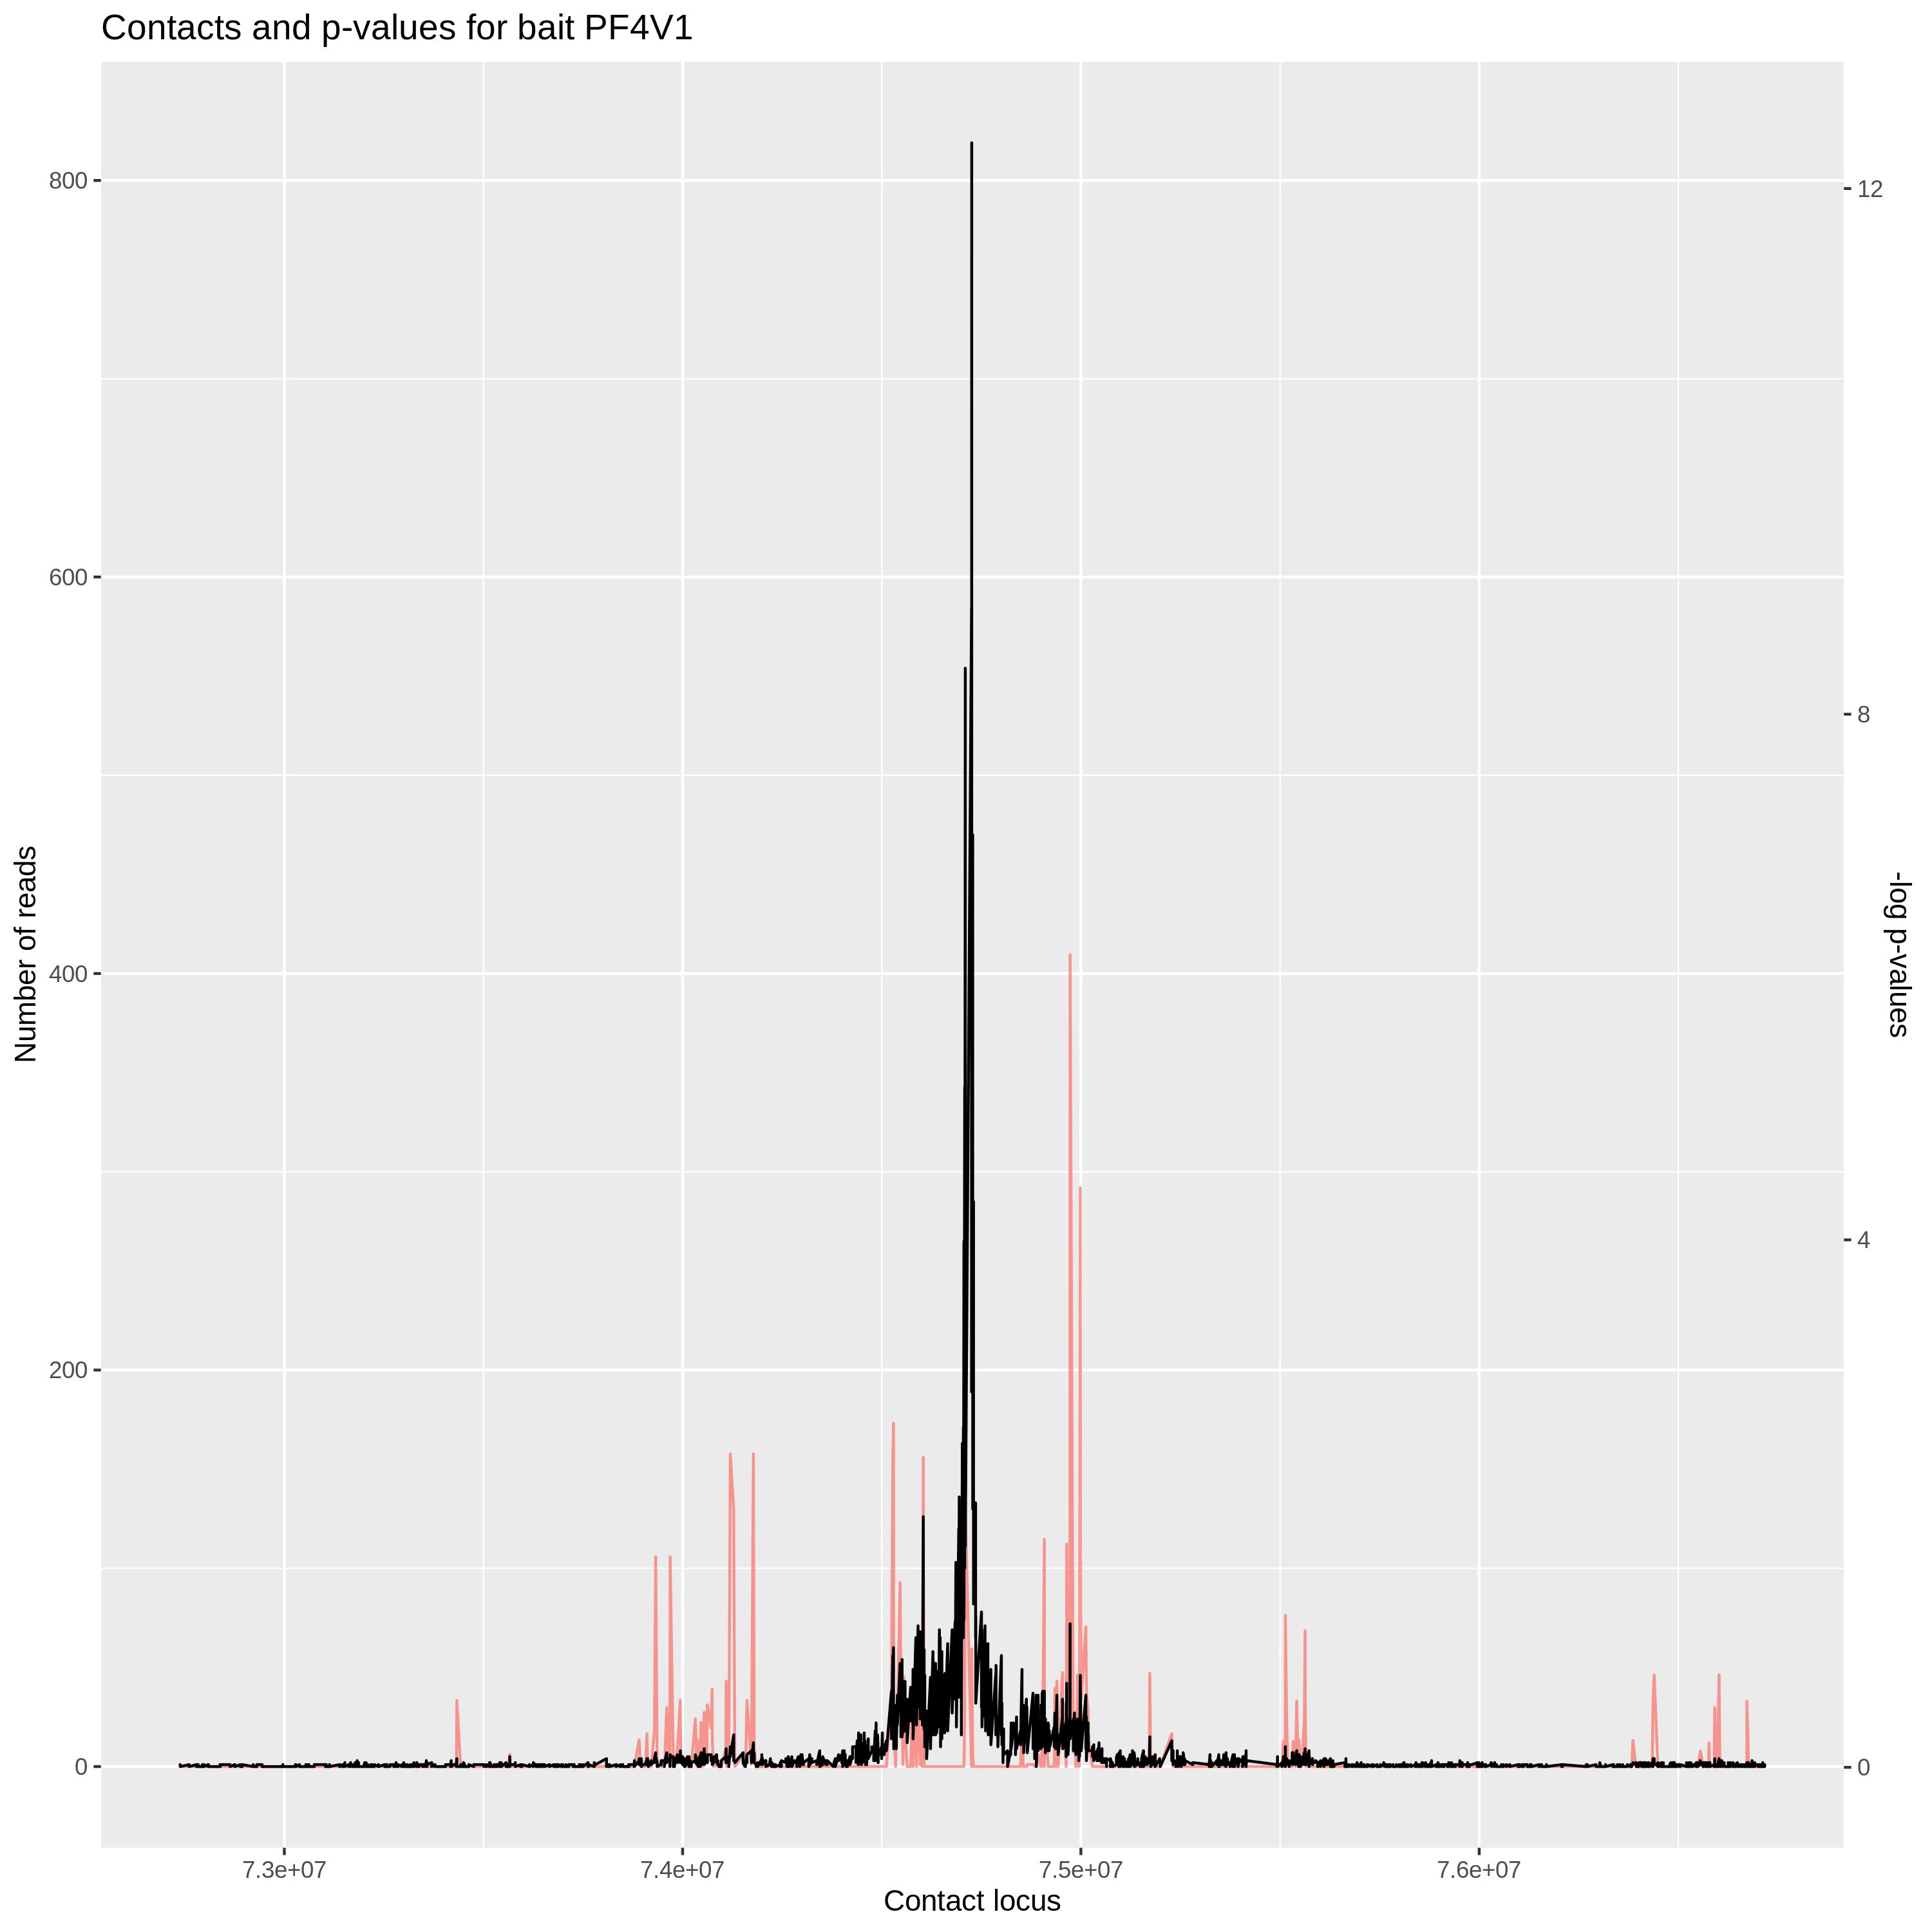 Contacts and p-values for bait PF4V1
800
600
400
200
0
Number of reads
12
8
4
0
-log p-values
7.3e+07
7.4e+07
7.5e+07
7.6e+07
Contact locus